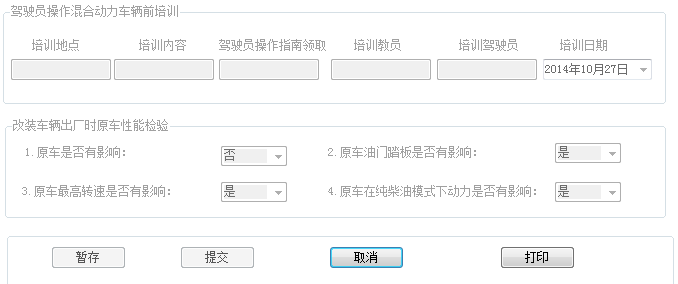 驾驶员操作混合动力车辆前培训
培训地点 培训内容 驾驶员操作指南领取 培训教员 培训驾驶员 培训日期
2014年10月27日
改装车辆出厂时原车性能检验
1.原车是否有影响: 否 2.原车油门踏板是否有影响: 是
3.原车最高转速是否有影响: 是 4.原车在纯柴油模式下动力是否有影响: 是
暂存 提交 取消 打印